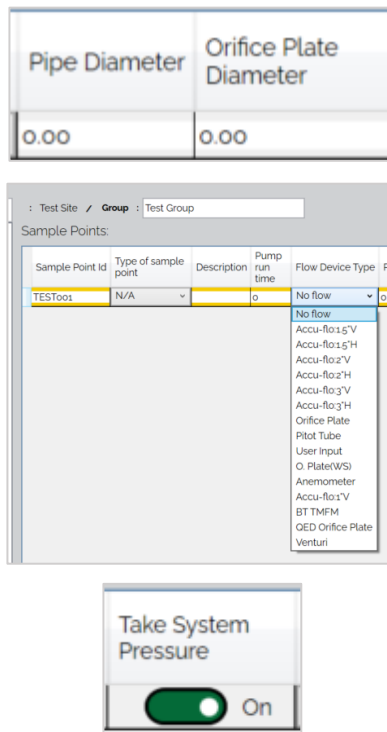 Pipe Diameter
Orifice Plate
Diameter
0.00
0.00
: Test Site / Group : Test Group
Sample Points:
Sample Point Id
Type of sample
point
Description
Pump
run
time
Flow Device Type
TEST001
N/A
0
No flow
No flow
Accu-flo:1.5"V
Accu-flo:1.5"H
Accu-flo:2"V
Accu-flo:2"H
Accu-flo:3"V
Accu-flo:3"H
Orifice Plate
Pitot Tube
User Input
O. Plate(WS)
Anemometer
Accu-flo:1"V
BT TMFM
QED Orifice Plate
Venturi
Take System
Pressure
On